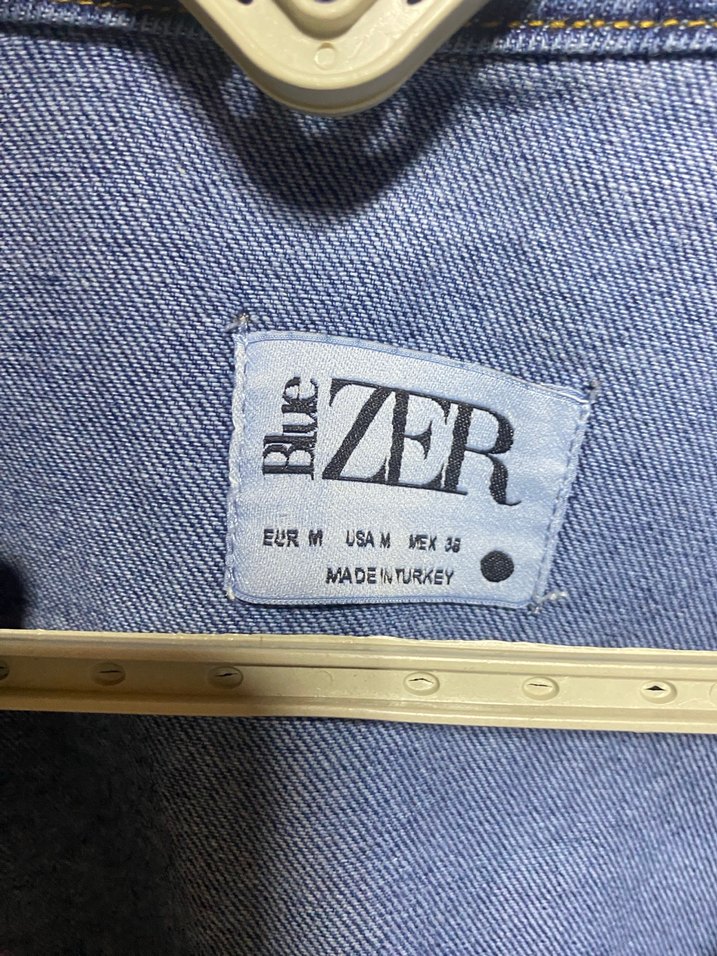 Blue ZER
EUR M USA M MEX 38
MADE IN TURKEY